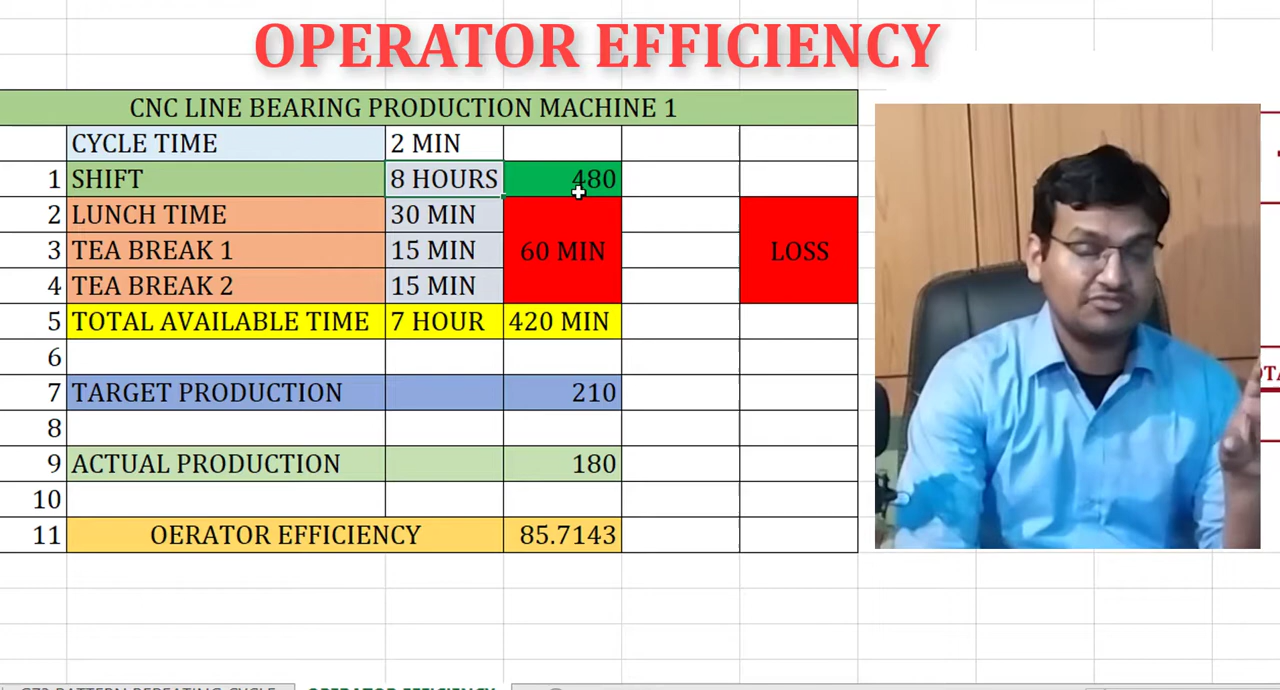 OPERATOR EFFICIENCY
CNC LINE BEARING PRODUCTION MACHINE 1
CYCLE TIME 2 MIN
1 SHIFT 8 HOURS 480
2 LUNCH TIME 30 MIN
3 TEA BREAK 1 15 MIN 60 MIN LOSS
4 TEA BREAK 2 15 MIN
5 TOTAL AVAILABLE TIME 7 HOUR 420 MIN
6
7 TARGET PRODUCTION 210
8
9 ACTUAL PRODUCTION 180
10
11 OERATOR EFFICIENCY 85.7143